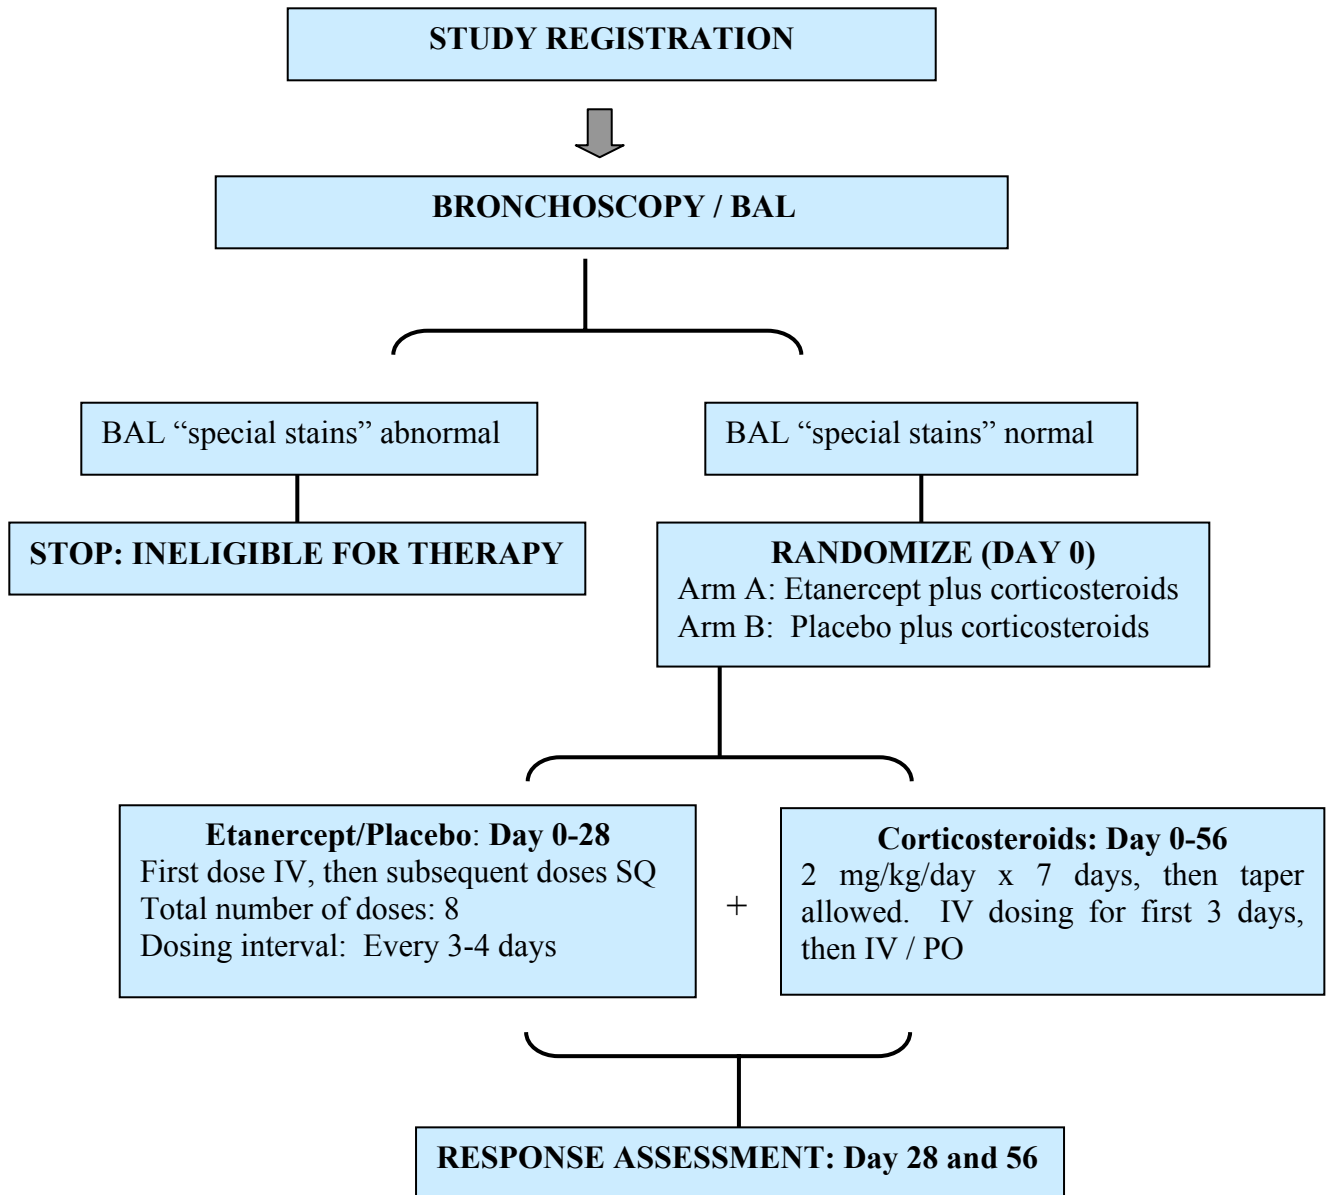 STUDY REGISTRATION
BRONCHOSCOPY / BAL
BAL “special stains” abnormal
BAL “special stains” normal
STOP: INELIGIBLE FOR THERAPY
RANDOMIZE (DAY 0)
Arm A: Etanercept plus corticosteroids
Arm B:  Placebo plus corticosteroids
Etanercept/Placebo: Day 0-28
First dose IV, then subsequent doses SQ
Total number of doses: 8
Dosing interval:  Every 3-4 days
+
Corticosteroids: Day 0-56
2 mg/kg/day x 7 days, then taper
allowed.  IV dosing for first 3 days,
then IV / PO
RESPONSE ASSESSMENT: Day 28 and 56